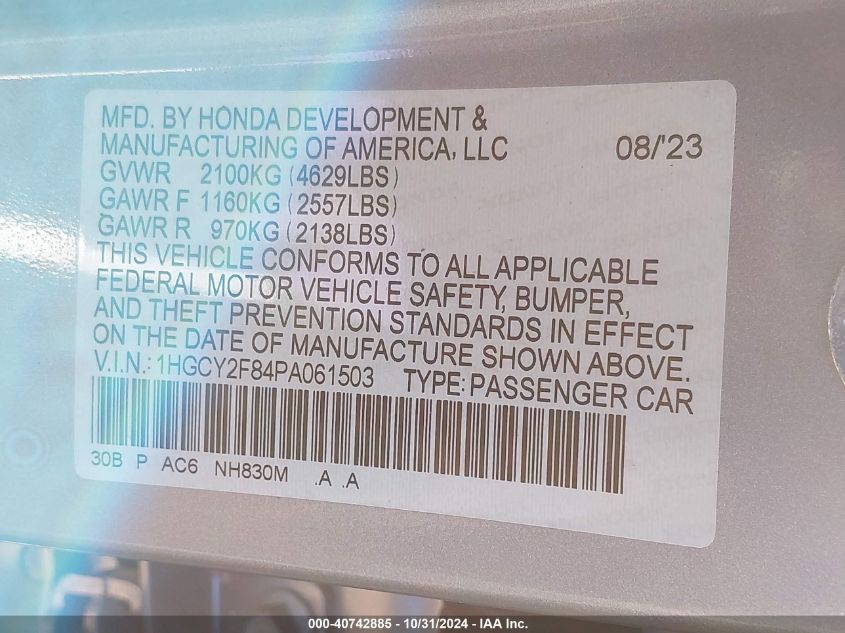 MFD. BY HONDA DEVELOPMENT &
MANUFACTURING OF AMERICA, LLC 08/'23
GVWR 2100KG (4629LBS)
GAWR F 1160KG (2557LBS)
GAWR R 970KG (2138LBS)
THIS VEHICLE CONFORMS TO ALL APPLICABLE
FEDERAL MOTOR VEHICLE SAFETY, BUMPER,
AND THEFT PREVENTION STANDARDS IN EFFECT
ON THE DATE OF MANUFACTURE SHOWN ABOVE.
V.I.N.: 1HGCY2F84PA061503 TYPE: PASSENGER CAR
30B P AC6 NH830M .A .A
000-40742885 - 10/31/2024 - IAA Inc.